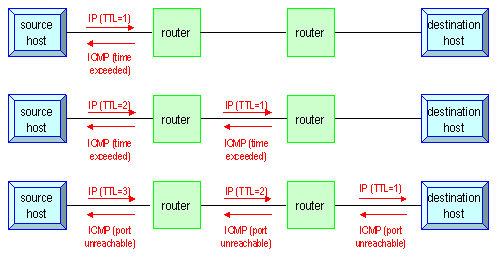 source
host
IP (TTL=1)
ICMP (time
exceeded)
router
router
destination
host
source
host
IP (TTL=2)
ICMP (time
exceeded)
router
IP (TTL=1)
ICMP (time
exceeded)
router
destination
host
source
host
IP (TTL=3)
ICMP (port
unreachable)
router
IP (TTL=2)
ICMP (port
unreachable)
router
IP (TTL=1)
ICMP (port
unreachable)
destination
host